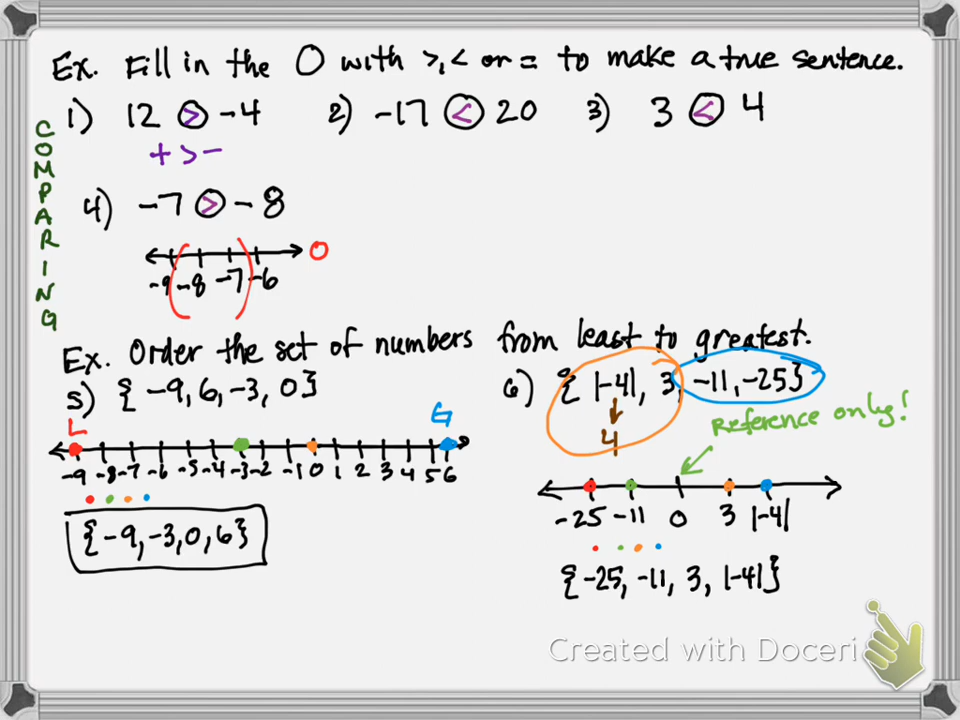 Ex. Fill in the O with >, < or = to make a true sentence.
1) 12 > -4 2) -17 < 20 3) 3 < 4
+ > -
COMPARING
4) -7 > -8
-9 -8 -7 -6 0
Ex. Order the set of numbers from least to greatest.
5) { -9, 6, -3, 0}
L G
-9 -8 -7 -6 -5 -4 -3 -2 -1 0 1 2 3 4 5 6
{-9, -3, 0, 6}
6) { |-4|, 3, -11, -25}
4
Reference only!
-25 -11 0 3 |-4|
{-25, -11, 3, |-4|}
Created with Doceri